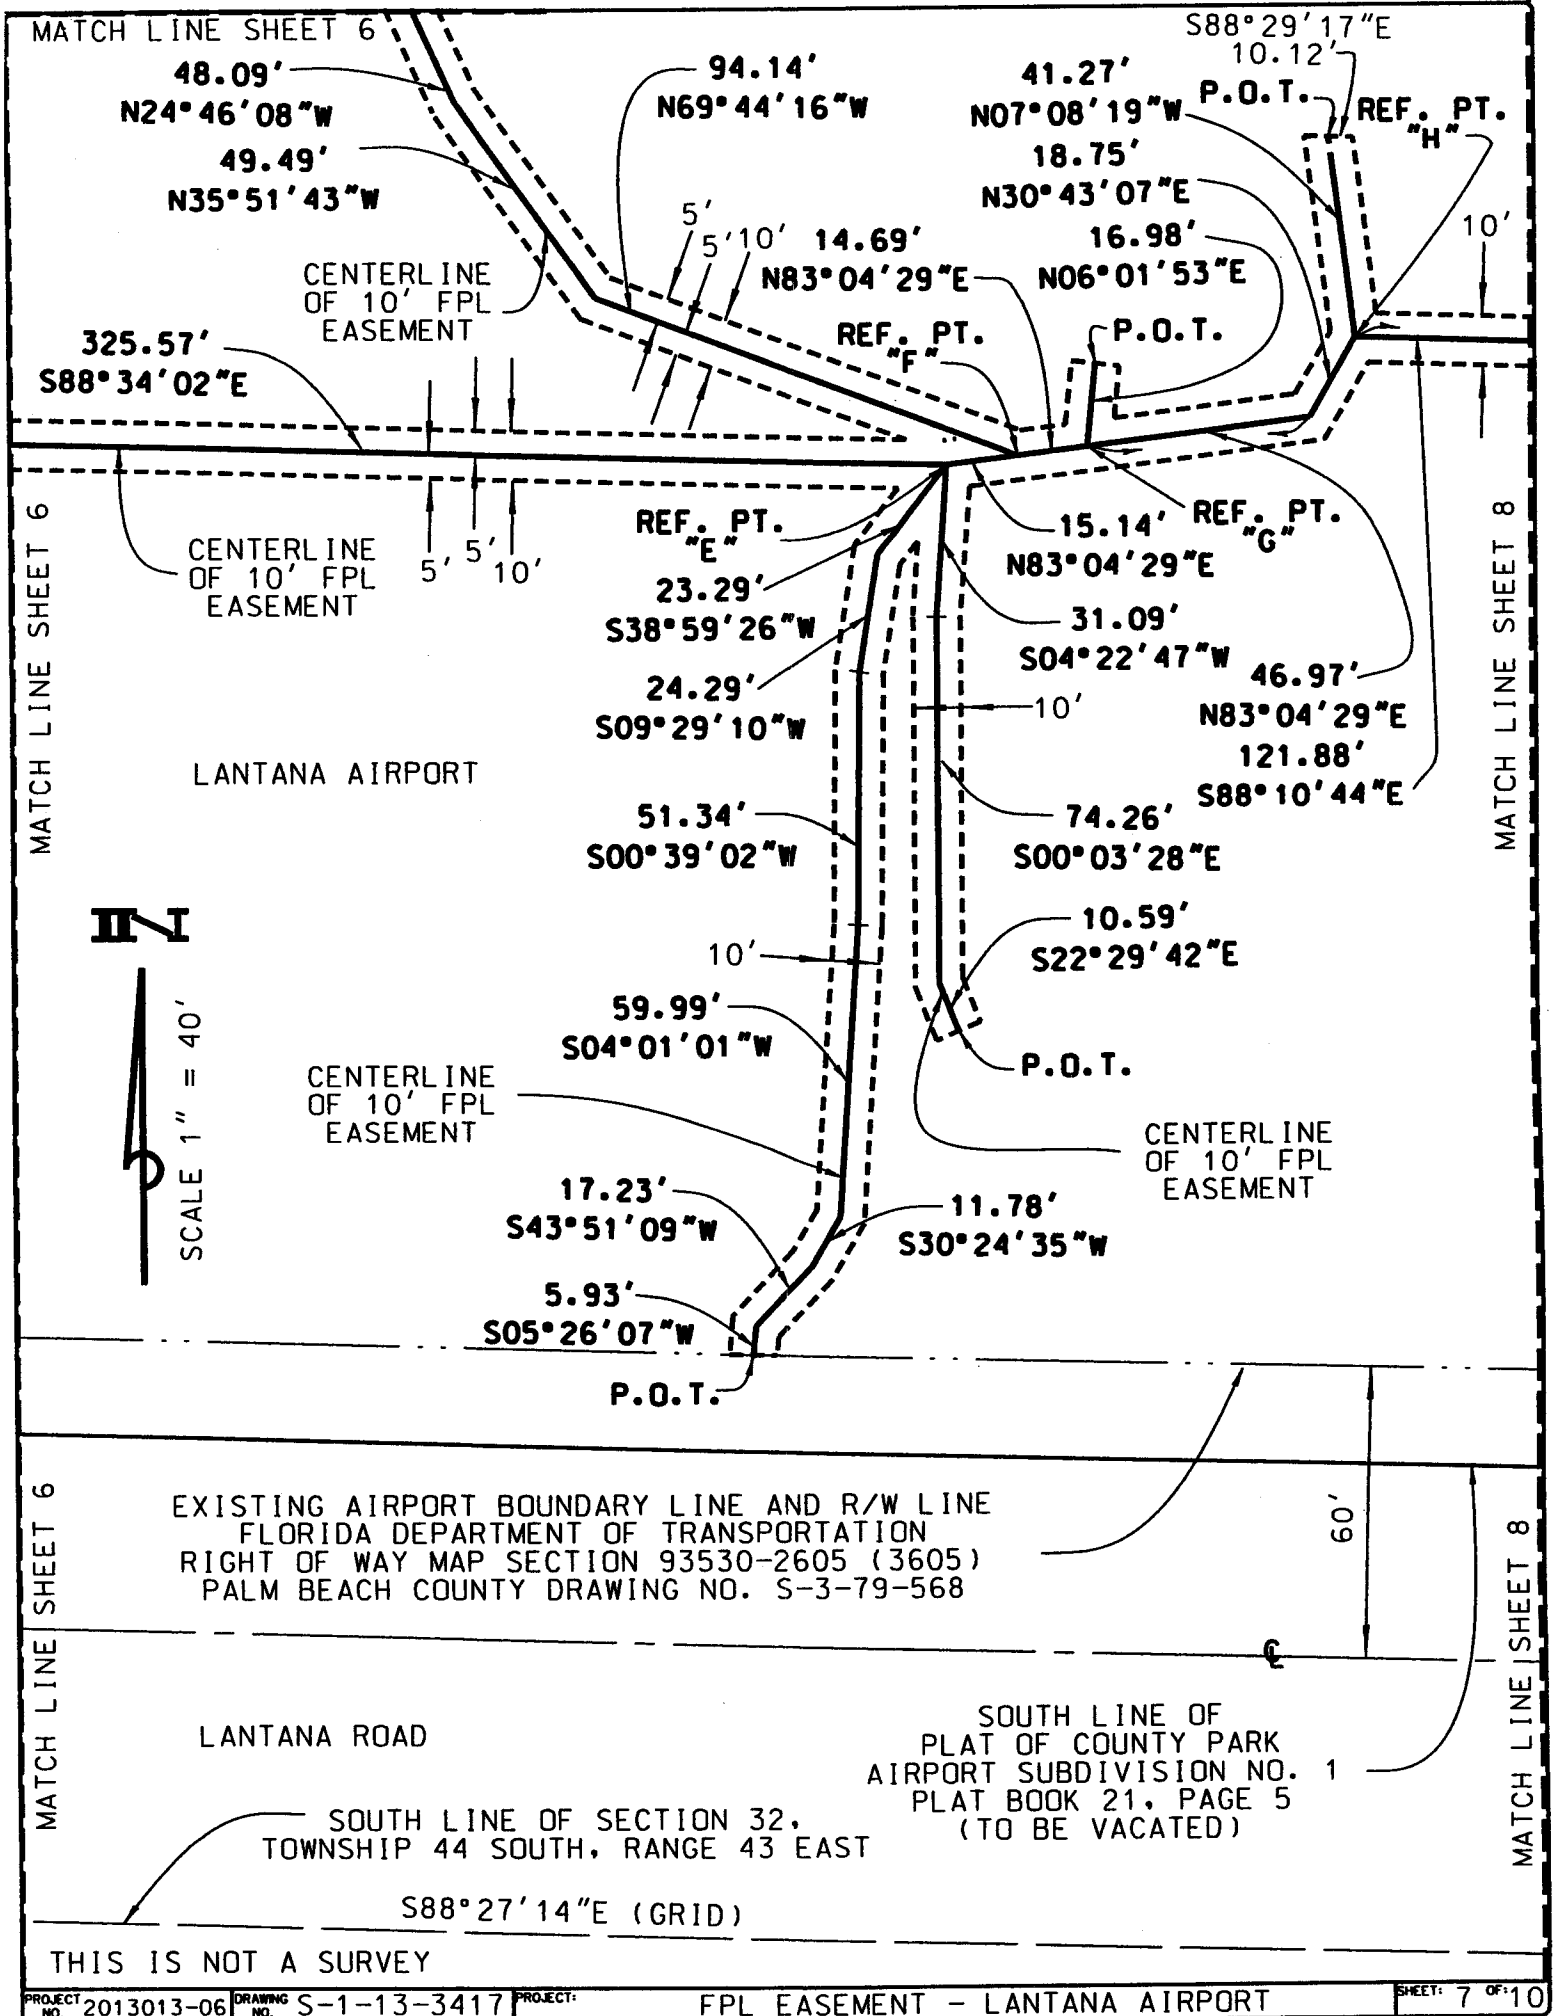 MATCH LINE SHEET 6
48.09'
N24°46'08"W
49.49'
N35°51'43"W
94.14'
N69°44'16"W
41.27'
N07°08'19"W
S88°29'17"E
10.12'
P.O.T.
REF. PT.
"H"
18.75'
N30°43'07"E
16.98'
N06°01'53"E
10'
5'
5'
10'
14.69'
N83°04'29"E
CENTERLINE
OF 10' FPL
EASEMENT
REF. PT.
"F"
P.O.T.
325.57'
S88°34'02"E
MATCH LINE SHEET 6
CENTERLINE
OF 10' FPL
EASEMENT
5'
5'
10'
REF. PT.
"E"
15.14'
N83°04'29"E
REF. PT.
"G"
MATCH LINE SHEET 8
23.29'
S38°59'26"W
31.09'
S04°22'47"W
24.29'
S09°29'10"W
10'
46.97'
N83°04'29"E
121.88'
S88°10'44"E
LANTANA AIRPORT
51.34'
S00°39'02"W
74.26'
S00°03'28"E
N
10'
10.59'
S22°29'42"E
SCALE 1" = 40'
59.99'
S04°01'01"W
P.O.T.
CENTERLINE
OF 10' FPL
EASEMENT
CENTERLINE
OF 10' FPL
EASEMENT
17.23'
S43°51'09"W
11.78'
S30°24'35"W
5.93'
S05°26'07"W
P.O.T.
MATCH LINE SHEET 6
EXISTING AIRPORT BOUNDARY LINE AND R/W LINE
FLORIDA DEPARTMENT OF TRANSPORTATION
RIGHT OF WAY MAP SECTION 93530-2605 (3605)
PALM BEACH COUNTY DRAWING NO. S-3-79-568
60'
MATCH LINE SHEET 8
℄
LANTANA ROAD
SOUTH LINE OF
PLAT OF COUNTY PARK
AIRPORT SUBDIVISION NO. 1
PLAT BOOK 21, PAGE 5
(TO BE VACATED)
SOUTH LINE OF SECTION 32,
TOWNSHIP 44 SOUTH, RANGE 43 EAST
S88°27'14"E (GRID)
THIS IS NOT A SURVEY
PROJECT NO. 2013013-06 DRAWING NO. S-1-13-3417 PROJECT: FPL EASEMENT - LANTANA AIRPORT SHEET: 7 OF: 10